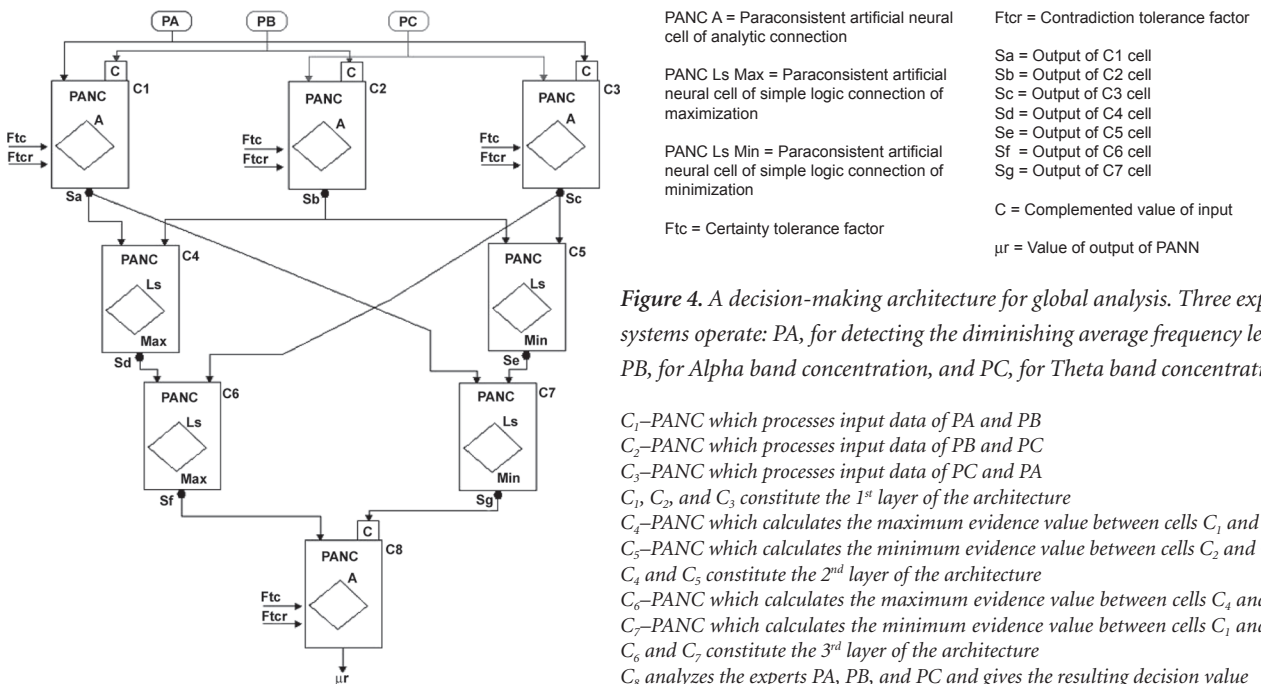 PA
PB
PC
C
C1
PANC
A
Ftc
Ftcr
Sa
C
C2
PANC
A
Ftc
Ftcr
Sb
C
C3
PANC
A
Ftc
Ftcr
Sc
PANC
C4
Ls
Max
Sd
PANC
C5
Ls
Min
Se
PANC
C6
Ls
Max
Sf
PANC
C7
Ls
Min
Sg
C
C8
PANC
A
Ftc
Ftcr
μr
PANC A = Paraconsistent artificial neural
cell of analytic connection
PANC Ls Max = Paraconsistent artificial
neural cell of simple logic connection of
maximization
PANC Ls Min = Paraconsistent artificial
neural cell of simple logic connection of
minimization
Ftc = Certainty tolerance factor
Ftcr = Contradiction tolerance factor
Sa = Output of C1 cell
Sb = Output of C2 cell
Sc = Output of C3 cell
Sd = Output of C4 cell
Se = Output of C5 cell
Sf = Output of C6 cell
Sg = Output of C7 cell
C = Complemented value of input
μr = Value of output of PANN
Figure 4. A decision-making architecture for global analysis. Three exp
systems operate: PA, for detecting the diminishing average frequency le
PB, for Alpha band concentration, and PC, for Theta band concentrati
C₁–PANC which processes input data of PA and PB
C₂–PANC which processes input data of PB and PC
C₃–PANC which processes input data of PC and PA
C₁, C₂, and C₃ constitute the 1st layer of the architecture
C₄–PANC which calculates the maximum evidence value between cells C₁ and
C₅–PANC which calculates the minimum evidence value between cells C₂ and
C₄ and C₅ constitute the 2nd layer of the architecture
C₆–PANC which calculates the maximum evidence value between cells C₄ and
C₇–PANC which calculates the minimum evidence value between cells C₁ and
C₆ and C₇ constitute the 3rd layer of the architecture
C₈ analyzes the experts PA, PB, and PC and gives the resulting decision value